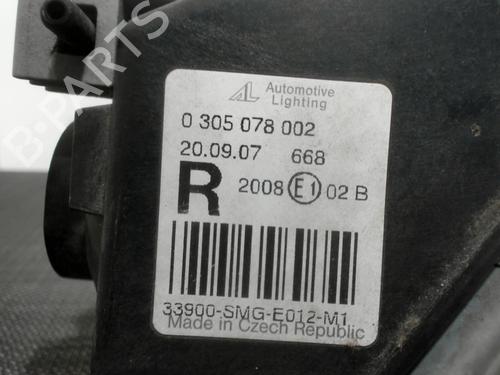 B-PARTS
AL Automotive
Lighting
0 305 078 002
20.09.07 668
R 2008 E1 02 B
33900-SMG-E012-M1
Made in Czech Republic